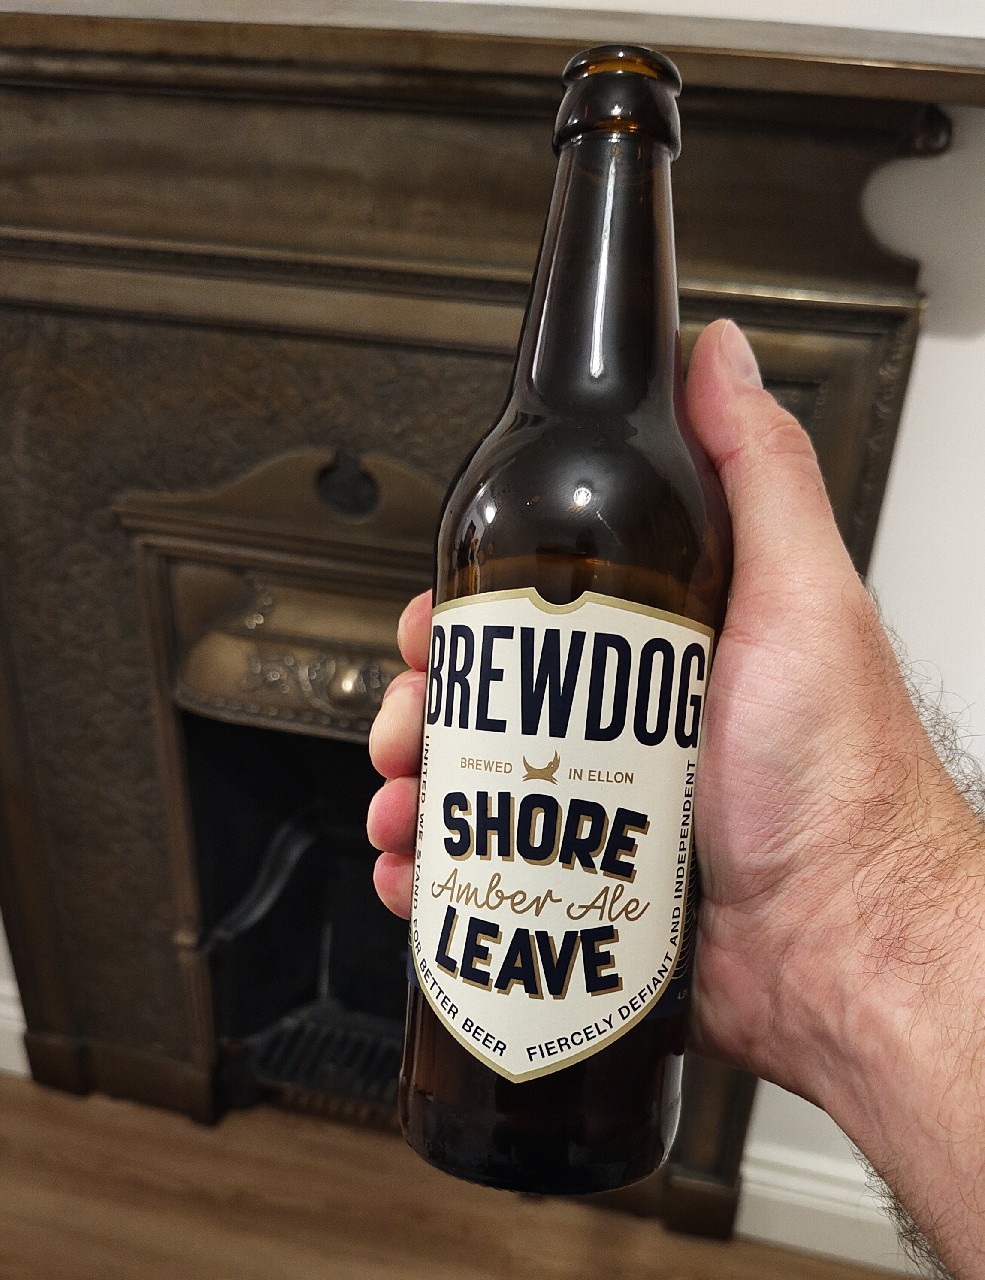 BREWDOG
BREWED IN ELLON
SHORE
Amber Ale
LEAVE
UNITED WE STAND FOR BETTER BEER
FIERCELY DEFIANT AND INDEPENDENT